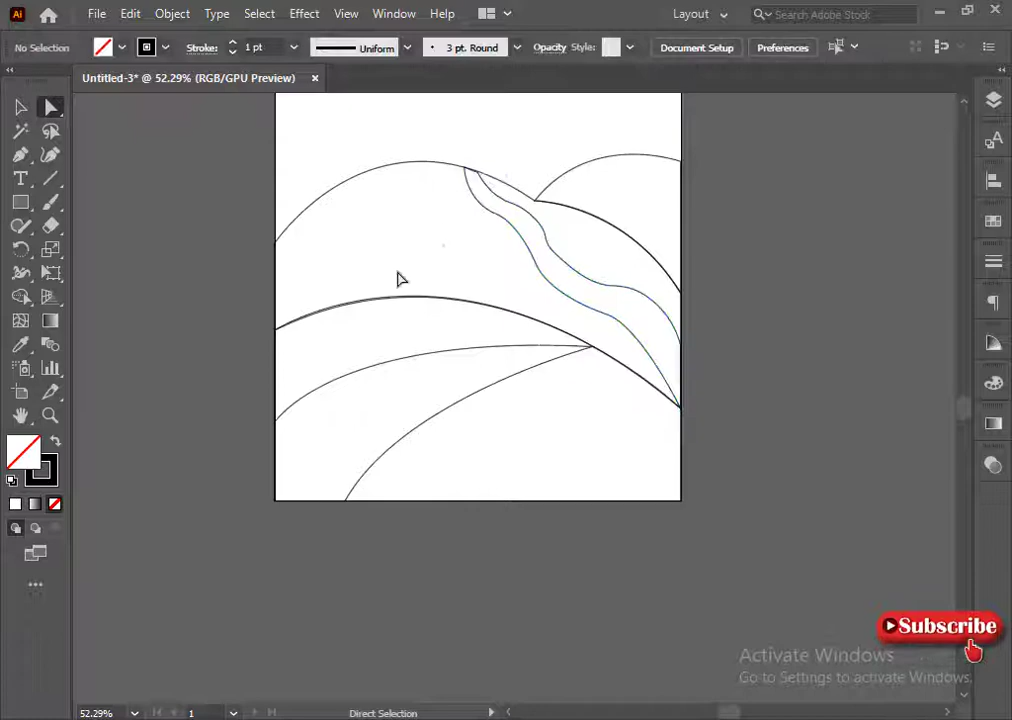 Ai File Edit Object Type Select Effect View Window Help Layout Search Adobe Stock
No Selection Stroke: 1 pt Uniform 3 pt. Round Opacity Style: Document Setup Preferences
Untitled-3* @ 52.29% (RGB/GPU Preview) ×
Subscribe
Activate Windows
Go to Settings to activate Windows.
52.29% 1 Direct Selection